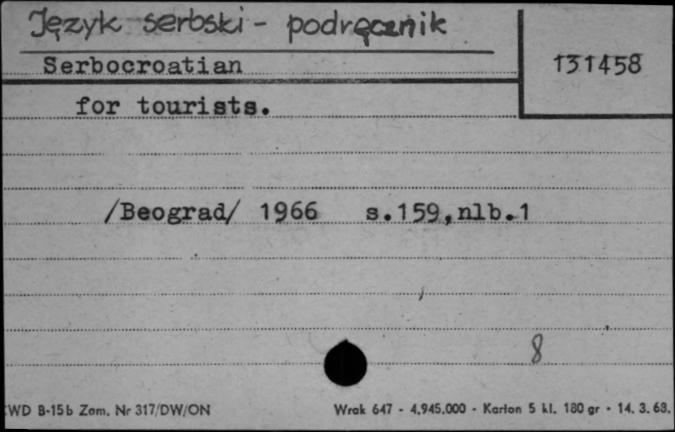 Język serbski - podręcznik
Serbocroatian
131458
for tourists.
/Beograd/ 1966 s.159,nlb.1
8
WD B-15b Zam. Nr 317/DW/ON
Wrak 647 - 4.945.000 - Karton 5 kl. 180 gr - 14. 3. 68.